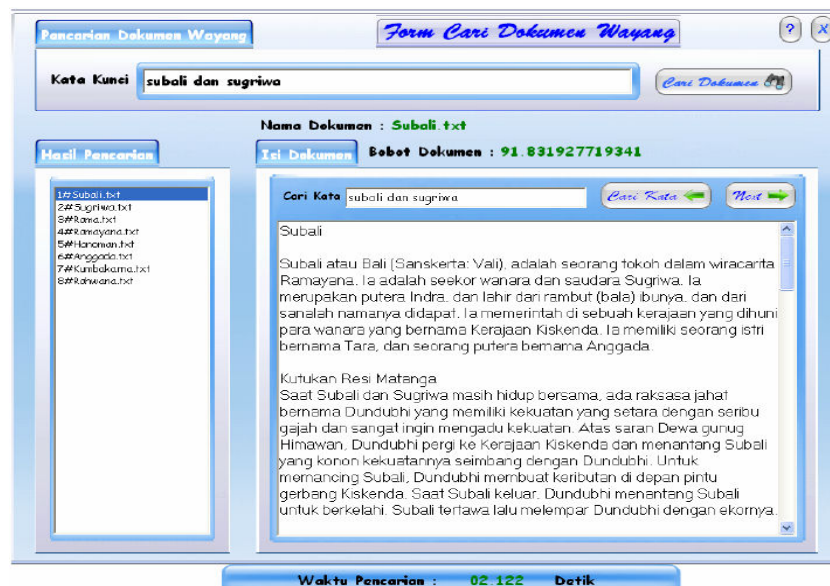 Pencarian Dokumen Wayang
Form Cari Dokumen Wayang
?
X
Kata Kunci
subali dan sugriwa
Cari Dokumen
Nama Dokumen : Subali.txt
Hasil Pencarian
Isi Dokumen
Bobot Dokumen : 91.831927719341
1#Subali.txt
2#Sugriwa.txt
3#Rama.txt
4#Ramayana.txt
5#Hanoman.txt
6#Anggada.txt
7#Kumbakarna.txt
8#Rahwana.txt
Cari Kata
subali dan sugriwa
Cari Kata
Next
Subali
Subali atau Bali (Sanskerta: Vali), adalah seorang tokoh dalam wiracarita
Ramayana. Ia adalah seekor wanara dan saudara Sugriwa. Ia
merupakan putera Indra, dan lahir dari rambut (bala) ibunya, dan dari
sanalah namanya didapat. Ia memerintah di sebuah kerajaan yang dihuni
para wanara yang bernama Kerajaan Kiskenda. Ia memiliki seorang istri
bernama Tara, dan seorang putera bernama Anggada.
Kutukan Resi Matanga
Saat Subali dan Sugriwa masih hidup bersama, ada raksasa jahat
bernama Dundubhi yang memiliki kekuatan yang setara dengan seribu
gajah dan sangat ingin mengadu kekuatan. Atas saran Dewa gunug
Himawan, Dundubhi pergi ke Kerajaan Kiskenda dan menantang Subali
yang konon kekuatannya seimbang dengan Dundubhi. Untuk
memancing Subali, Dundubhi membuat keributan di depan pintu
gerbang Kiskenda. Saat Subali keluar, Dundubhi menantang Subali
untuk berkelahi. Subali tertawa lalu melempar Dundubhi dengan ekornya.
Waktu Pencarian : 02.122 Detik